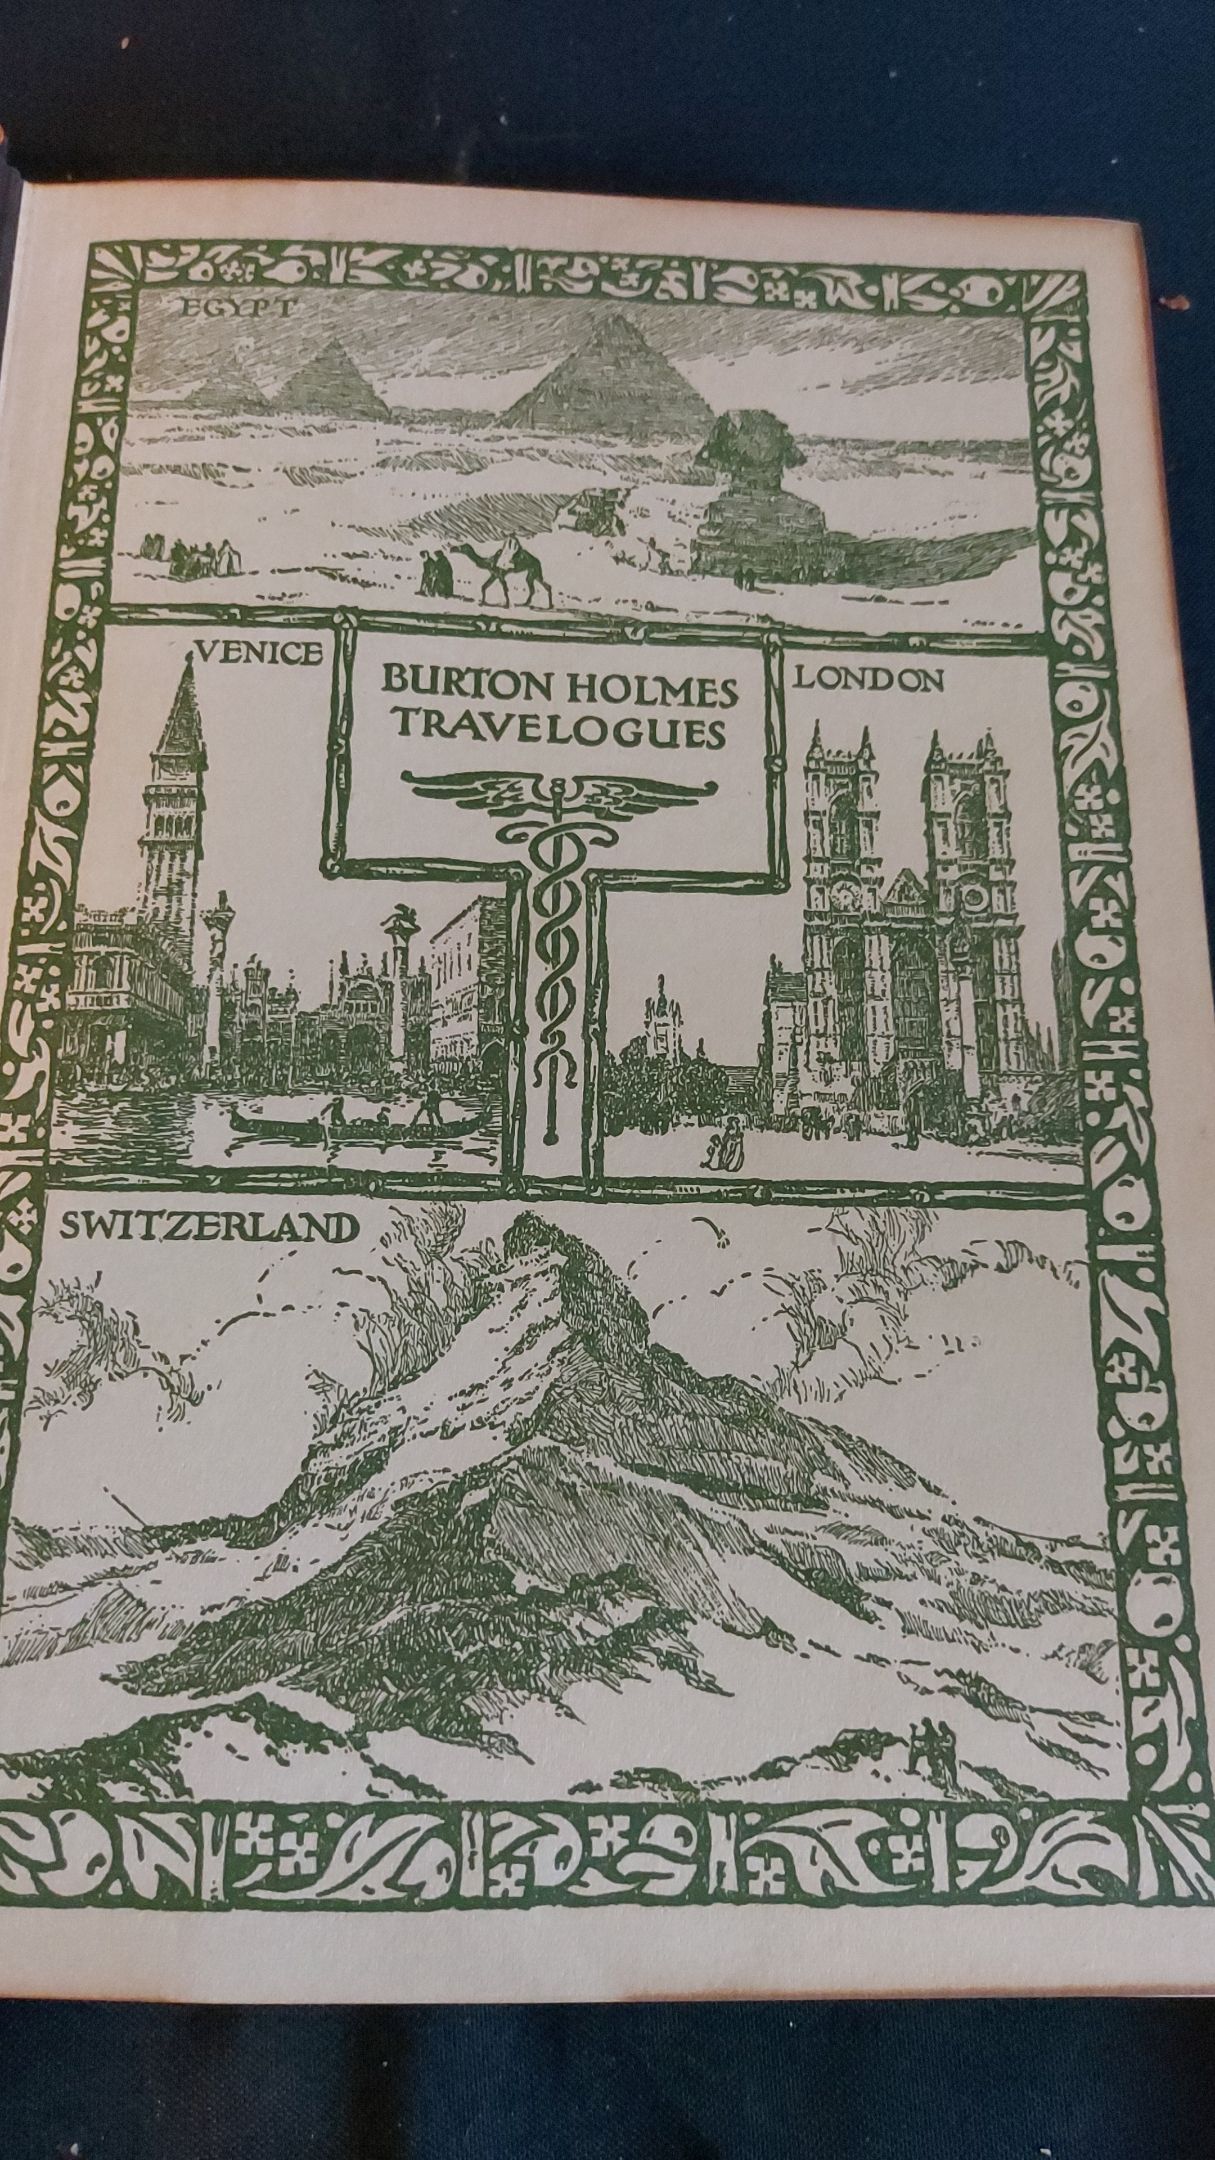 EGYPT
VENICE
BURTON HOLMES
TRAVELOGUES
LONDON
SWITZERLAND